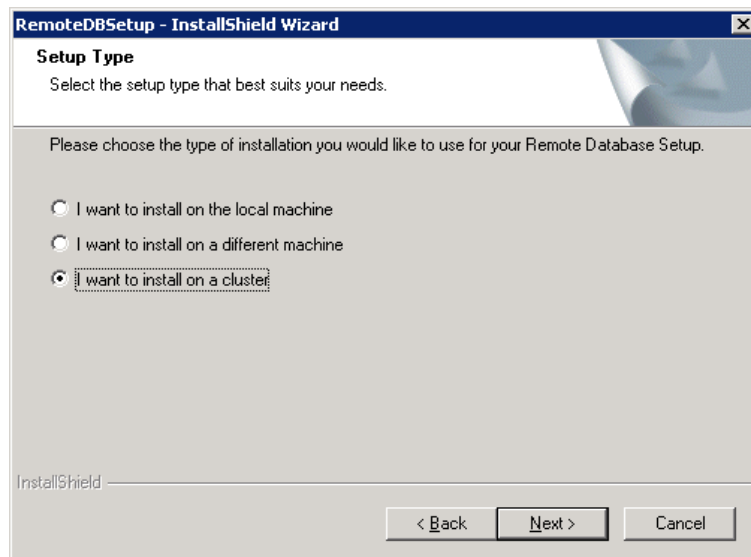 RemoteDBSetup - InstallShield Wizard
Setup Type
Select the setup type that best suits your needs.
Please choose the type of installation you would like to use for your Remote Database Setup.
I want to install on the local machine
I want to install on a different machine
I want to install on a cluster
InstallShield
< Back
Next >
Cancel